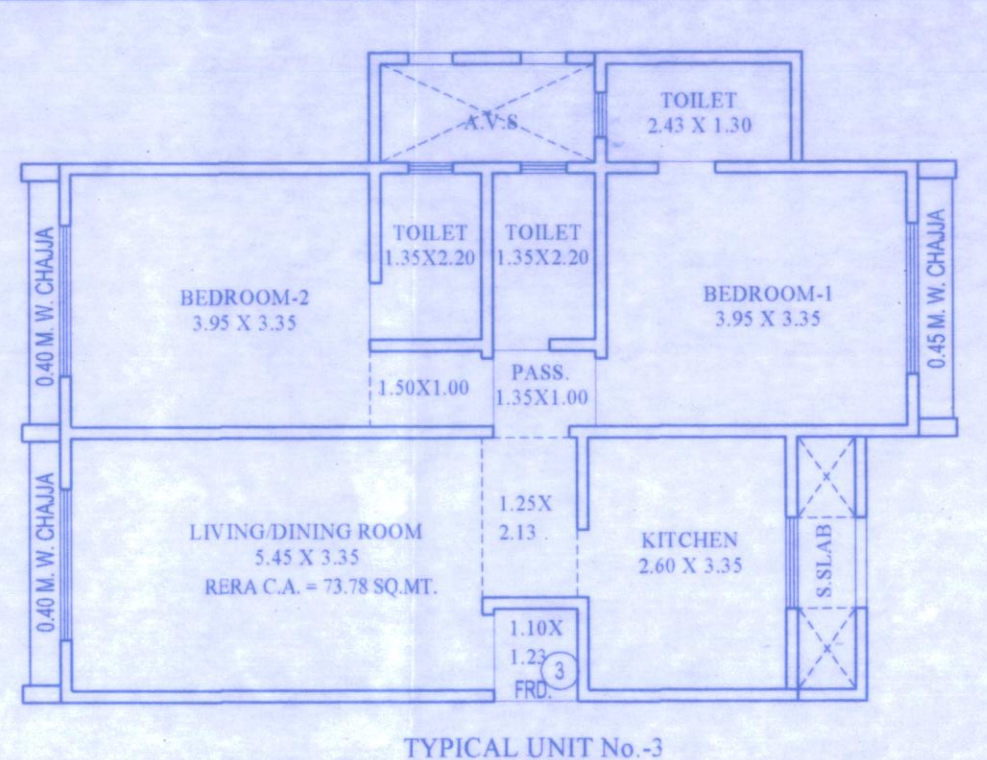 TOILET
2.43 X 1.30
A.V.S
TOILET
1.35X2.20
TOILET
1.35X2.20
BEDROOM-2
3.95 X 3.35
BEDROOM-1
3.95 X 3.35
0.40 M. W. CHAJJA
0.45 M. W. CHAJJA
1.50X1.00
PASS.
1.35X1.00
LIVING/DINING ROOM
5.45 X 3.35
RERA C.A. = 73.78 SQ.MT.
1.25X
2.13
KITCHEN
2.60 X 3.35
S.SLAB
0.40 M. W. CHAJJA
1.10X
1.23
3
FRD.
TYPICAL UNIT No.-3